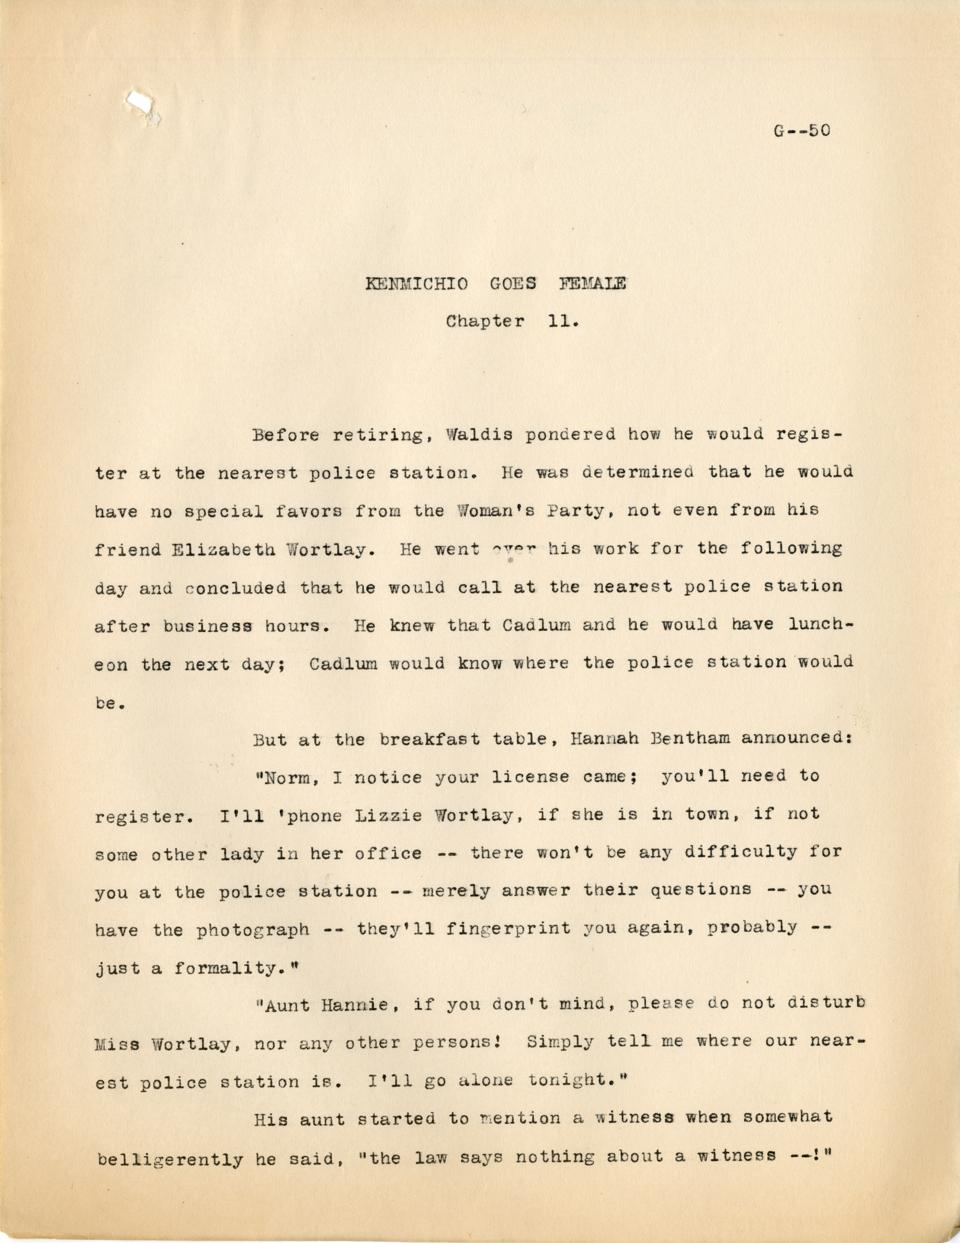 G--50
KENMICHIO GOES FEMALE
Chapter 11.
Before retiring, Waldis pondered how he would regis-
ter at the nearest police station. He was determined that he would
have no special favors from the Woman's Party, not even from his
friend Elizabeth Wortlay. He went over his work for the following
day and concluded that he would call at the nearest police station
after business hours. He knew that Cadlum and he would have lunch-
eon the next day; Cadlum would know where the police station would
be.
But at the breakfast table, Hannah Bentham announced:
"Norm, I notice your license came; you'll need to
register. I'll 'phone Lizzie Wortlay, if she is in town, if not
some other lady in her office -- there won't be any difficulty for
you at the police station -- merely answer their questions -- you
have the photograph -- they'll fingerprint you again, probably --
just a formality."
"Aunt Hannie, if you don't mind, please do not disturb
Miss Wortlay, nor any other persons! Simply tell me where our near-
est police station is. I'll go alone tonight."
His aunt started to mention a witness when somewhat
belligerently he said, "the law says nothing about a witness --!"